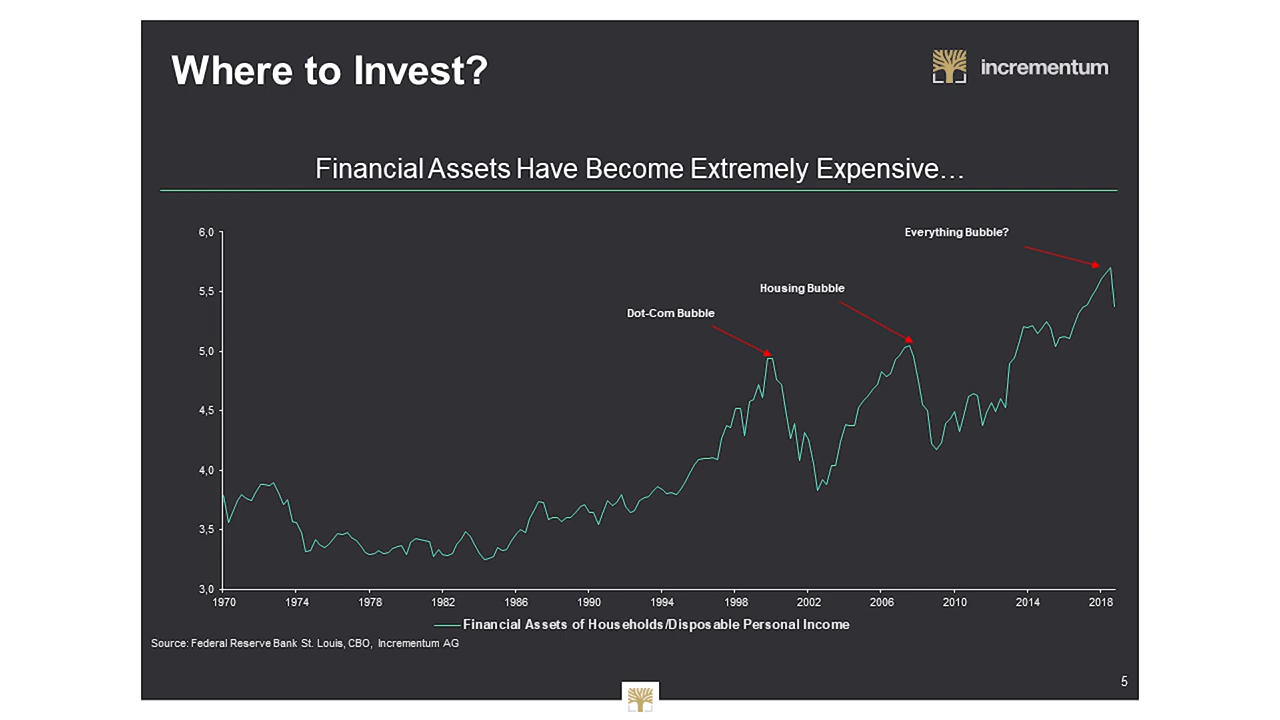 Where to Invest?
incrementum
Financial Assets Have Become Extremely Expensive…
Everything Bubble?
Housing Bubble
Dot-Com Bubble
6,0
5,5
5,0
4,5
4,0
3,5
3,0
1970 1974 1978 1982 1986 1990 1994 1998 2002 2006 2010 2014 2018
Financial Assets of Households/Disposable Personal Income
Source: Federal Reserve Bank St. Louis, CBO, Incrementum AG
5